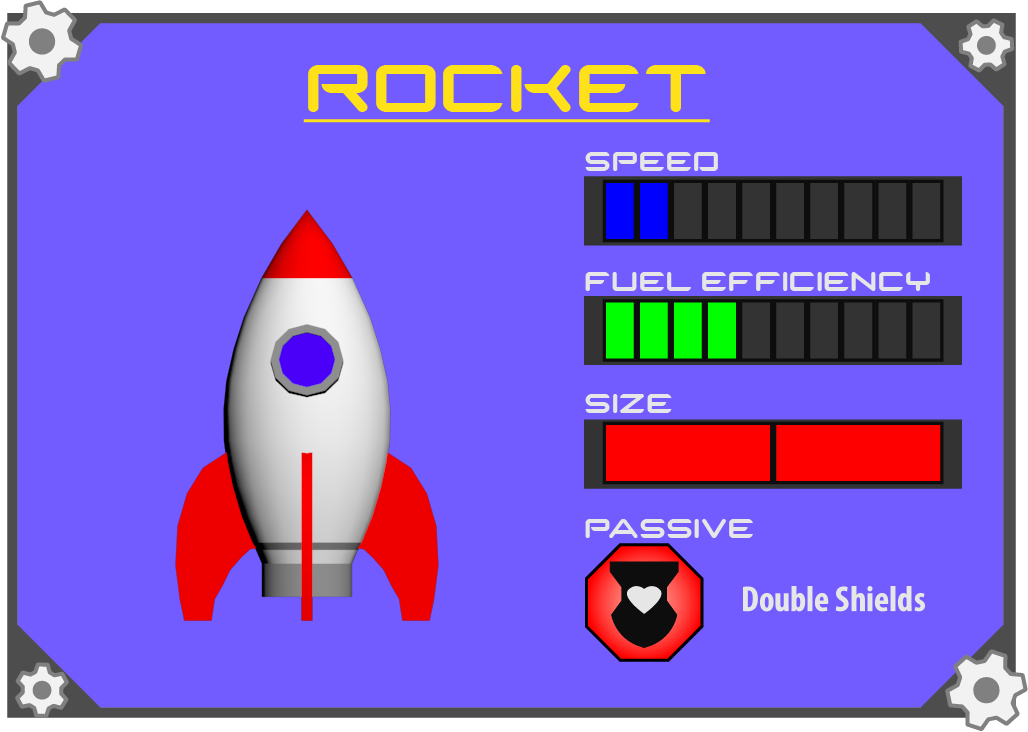 ROCKET
SPEED
FUEL EFFICIENCY
SIZE
PASSIVE
Double Shields